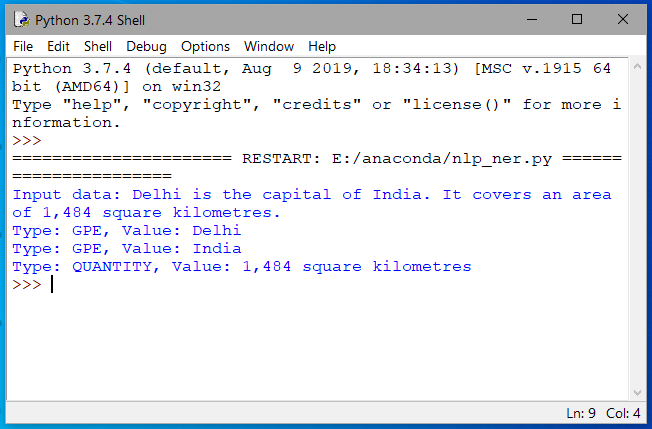 Python 3.7.4 Shell
File Edit Shell Debug Options Window Help
Python 3.7.4 (default, Aug  9 2019, 18:34:13) [MSC v.1915 64
bit (AMD64)] on win32
Type "help", "copyright", "credits" or "license()" for more i
nformation.
>>>
====================== RESTART: E:/anaconda/nlp_ner.py ======
================
Input data: Delhi is the capital of India. It covers an area
of 1,484 square kilometres.
Type: GPE, Value: Delhi
Type: GPE, Value: India
Type: QUANTITY, Value: 1,484 square kilometres
>>>
Ln: 9 Col: 4